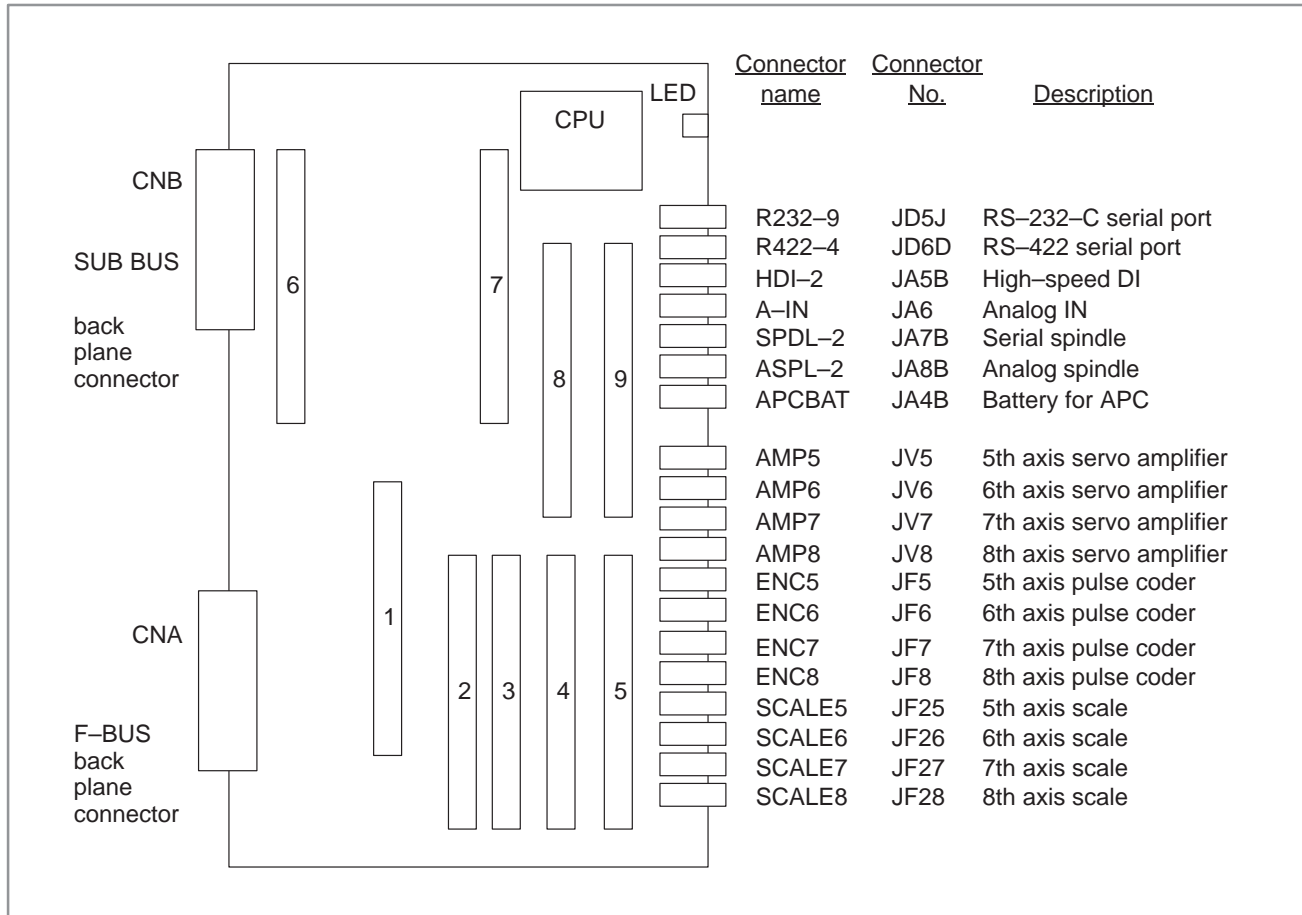 Connector name Connector No. Description
LED
CPU
CNB
SUB BUS
back
plane
connector
6
7
8
9
R232–9 JD5J RS–232–C serial port
R422–4 JD6D RS–422 serial port
HDI–2 JA5B High–speed DI
A–IN JA6 Analog IN
SPDL–2 JA7B Serial spindle
ASPL–2 JA8B Analog spindle
APCBAT JA4B Battery for APC
AMP5 JV5 5th axis servo amplifier
AMP6 JV6 6th axis servo amplifier
AMP7 JV7 7th axis servo amplifier
AMP8 JV8 8th axis servo amplifier
ENC5 JF5 5th axis pulse coder
ENC6 JF6 6th axis pulse coder
ENC7 JF7 7th axis pulse coder
ENC8 JF8 8th axis pulse coder
SCALE5 JF25 5th axis scale
SCALE6 JF26 6th axis scale
SCALE7 JF27 7th axis scale
SCALE8 JF28 8th axis scale
CNA
F–BUS
back
plane
connector
1
2
3
4
5